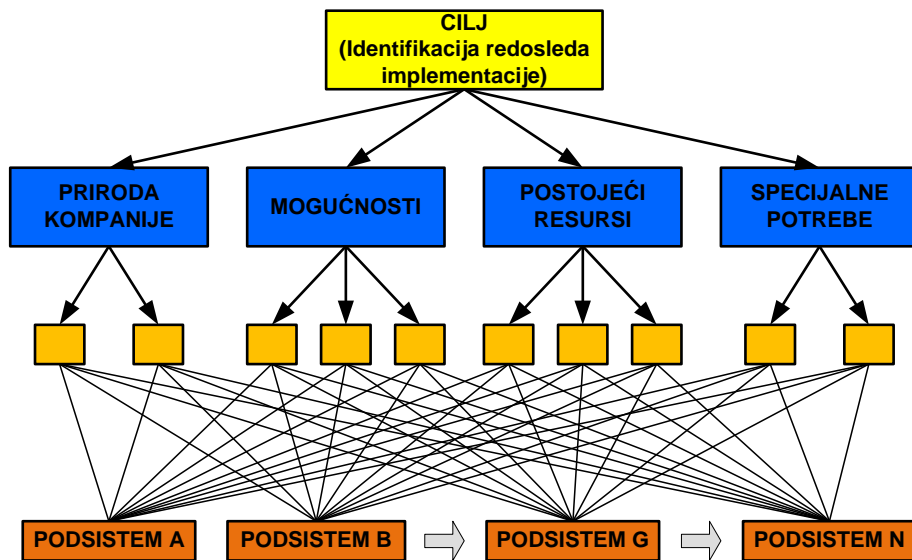 CILJ
(Identifikacija redosleda
implementacije)
PRIRODA
KOMPANIJE
MOGUĆNOSTI
POSTOJEĆI
RESURSI
SPECIJALNE
POTREBE
PODSISTEM A
PODSISTEM B
PODSISTEM G
PODSISTEM N